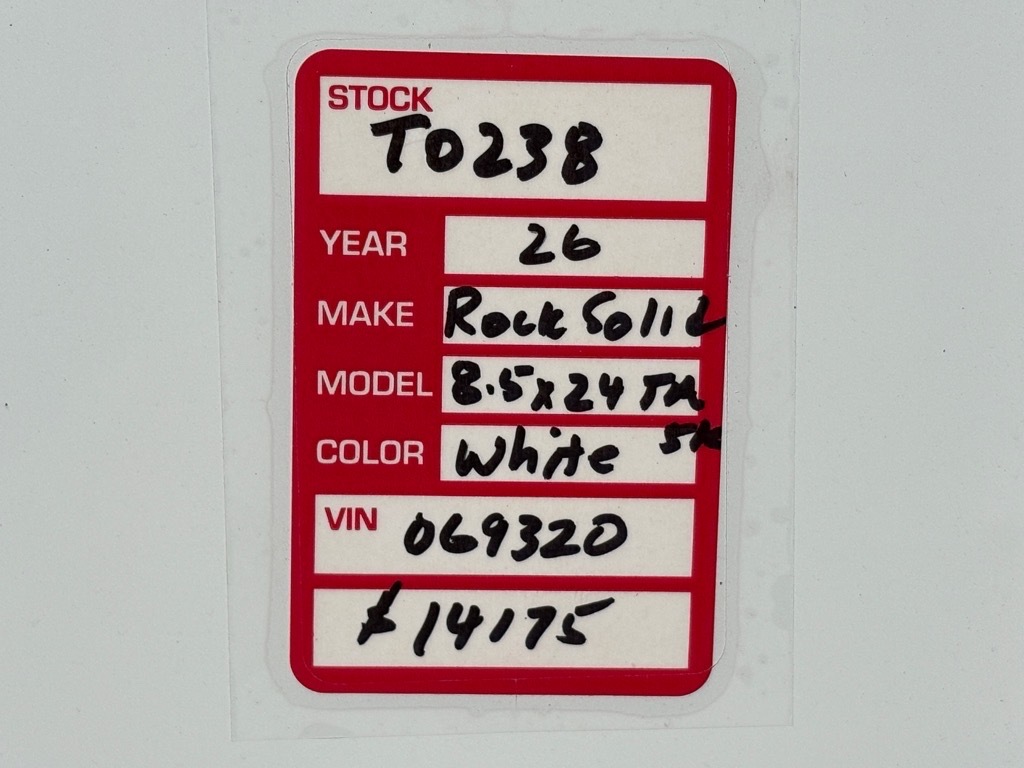 STOCK
T0238
YEAR 26
MAKE Rock Solid
MODEL 8.5x24 TA
5K
COLOR White
VIN 069320
$14175